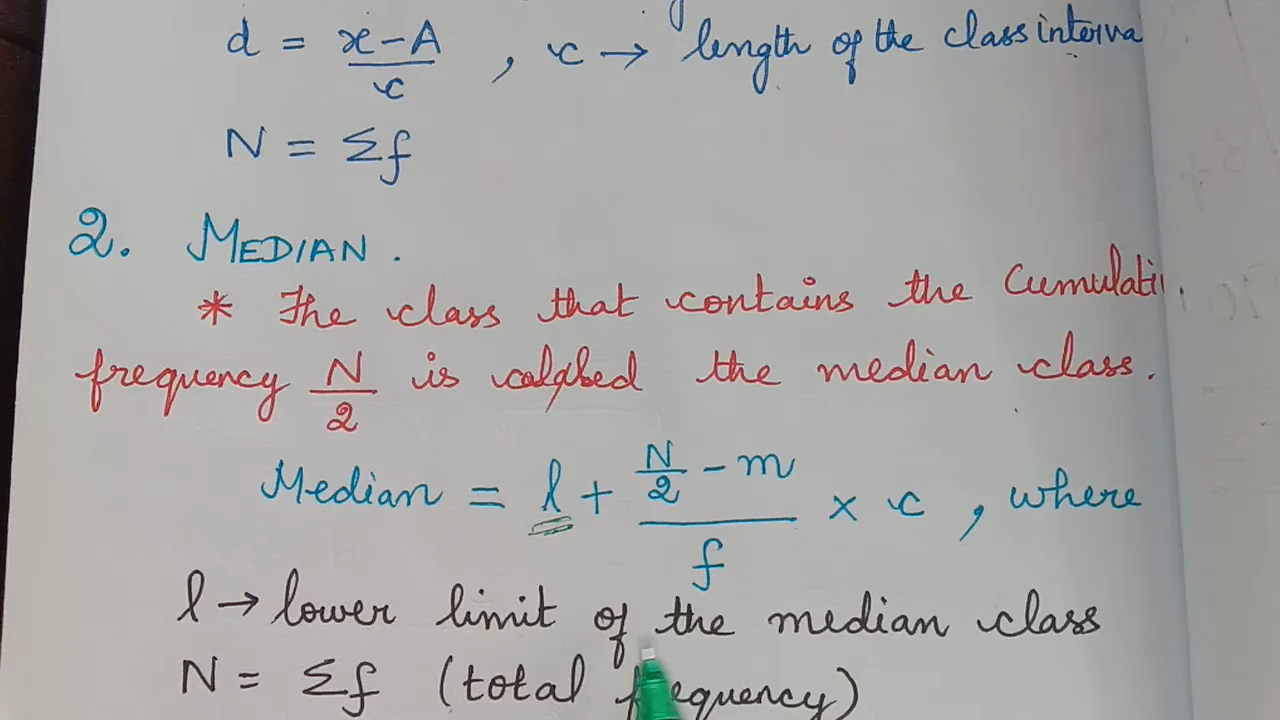 d = x-A/c , c → length of the class interva
N = Σf
2. MEDIAN.
* The class that contains the Cumulati
frequency N/2 is called the median class.
Median = l + (N/2 - m)/f × c , where
l → lower limit of the median class
N = Σf (total frequency)